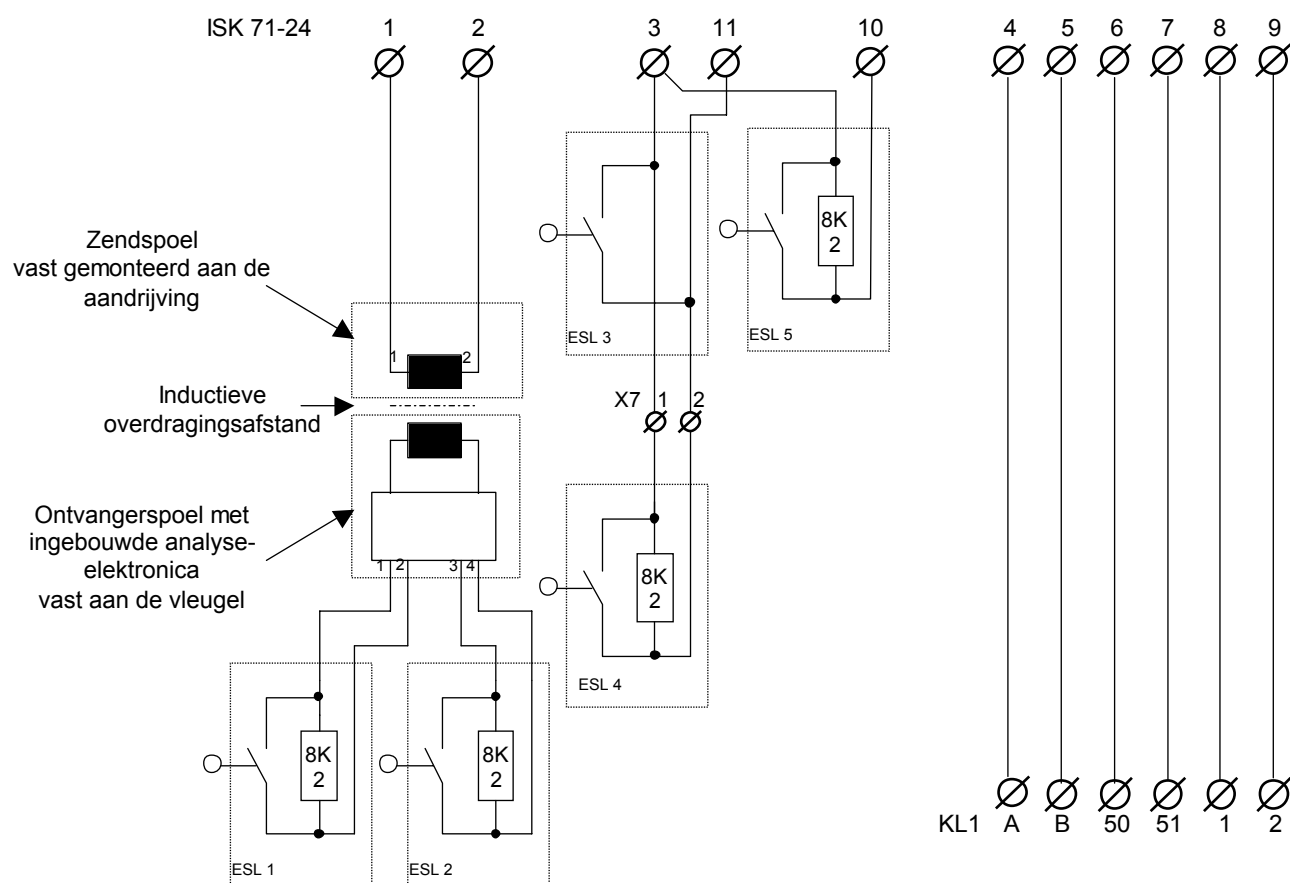 ISK 71-24 1 2 3 11 10 4 5 6 7 8 9
8K
2
Zendspoel
vast gemonteerd aan de
aandrijving
ESL 3
ESL 5
1 2
Inductieve
overdragingsafstand
X7 1 2
Ontvangerspoel met
ingebouwde analyse-
elektronica
vast aan de vleugel
1 2 3 4
8K
2
ESL 4
8K
2
8K
2
KL1 A B 50 51 1 2
ESL 1
ESL 2